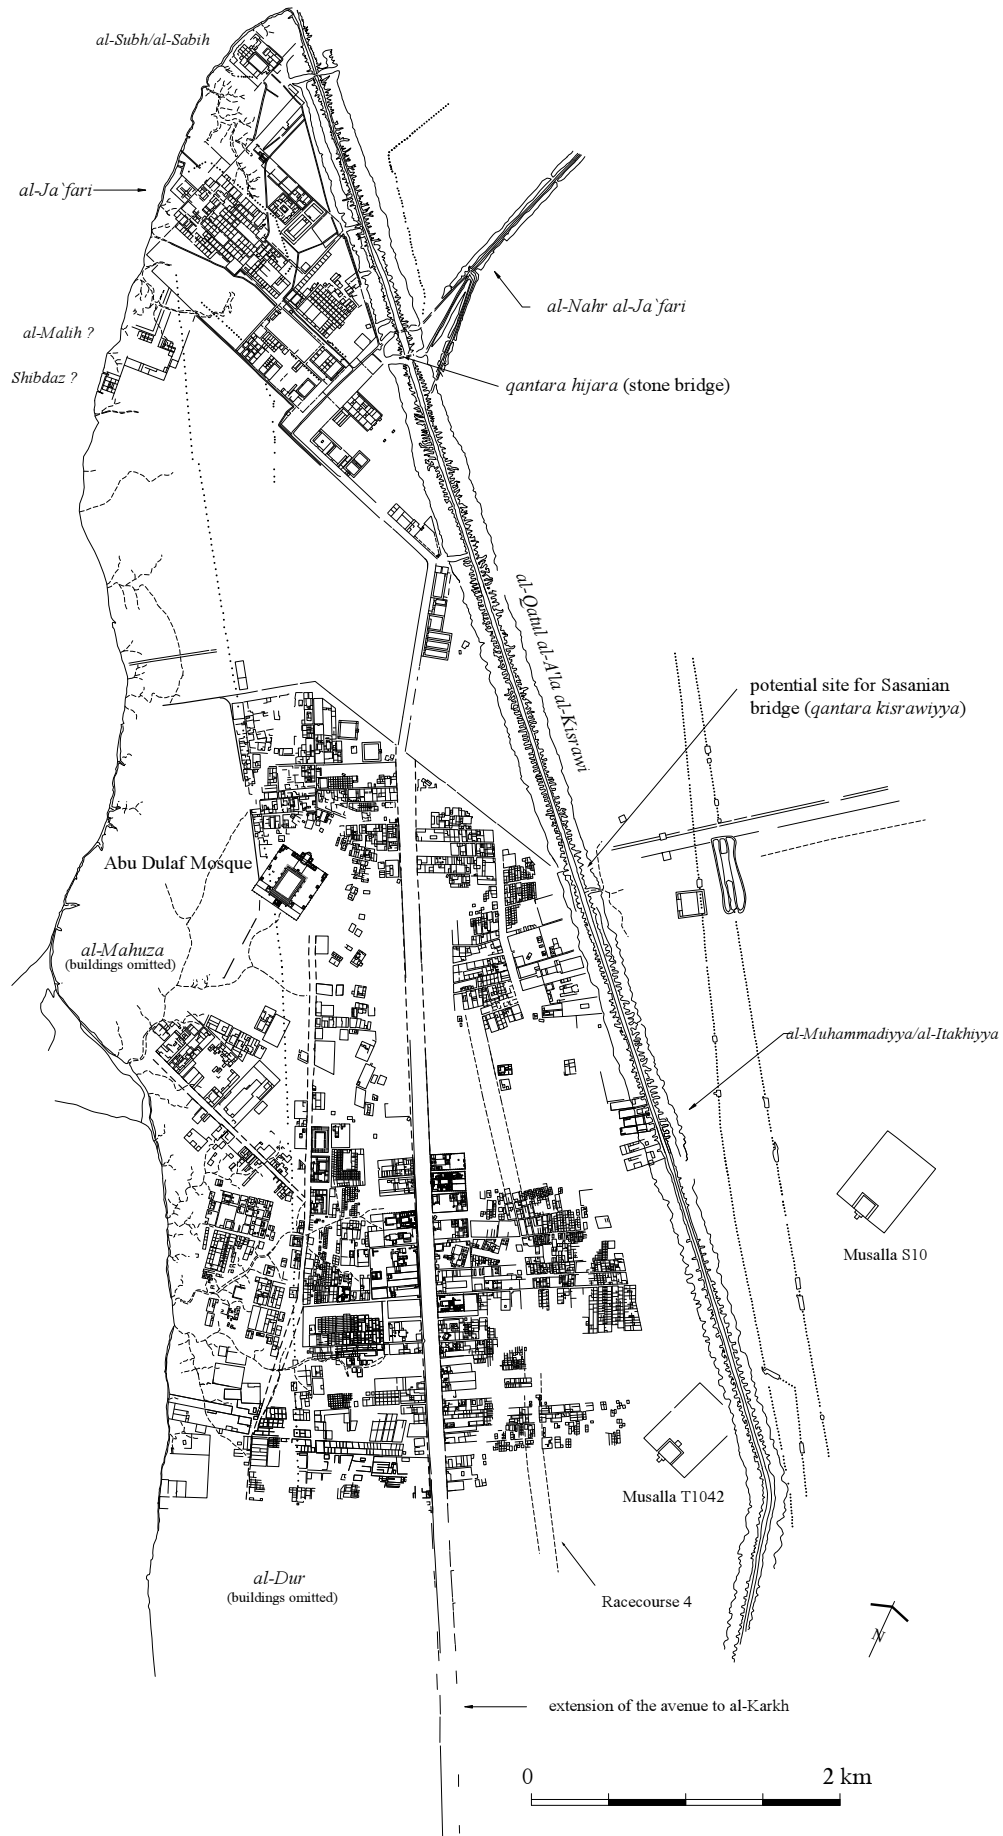 al-Subh/al-Sabih
al-Ja`fari
al-Nahr al-Ja`fari
al-Malih ?
Shibdaz ?
qantara hijara (stone bridge)
al-Qatul al-A'la al-Kisrawi
potential site for Sasanian
bridge (qantara kisrawiyya)
Abu Dulaf Mosque
al-Mahuza
(buildings omitted)
al-Muhammadiyya/al-Itakhiyya
Musalla S10
Musalla T1042
al-Dur
(buildings omitted)
Racecourse 4
N
extension of the avenue to al-Karkh
0
2 km